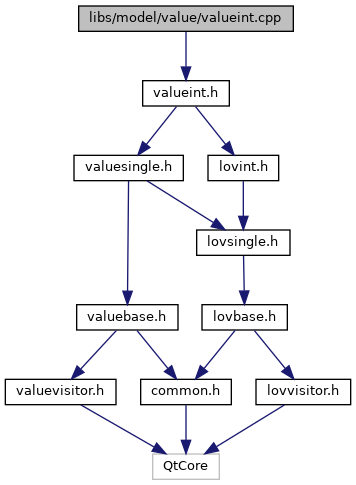 libs/model/value/valueint.cpp
valueint.h
valuesingle.h
lovint.h
lovsingle.h
valuebase.h
lovbase.h
valuevisitor.h
common.h
lovvisitor.h
QtCore